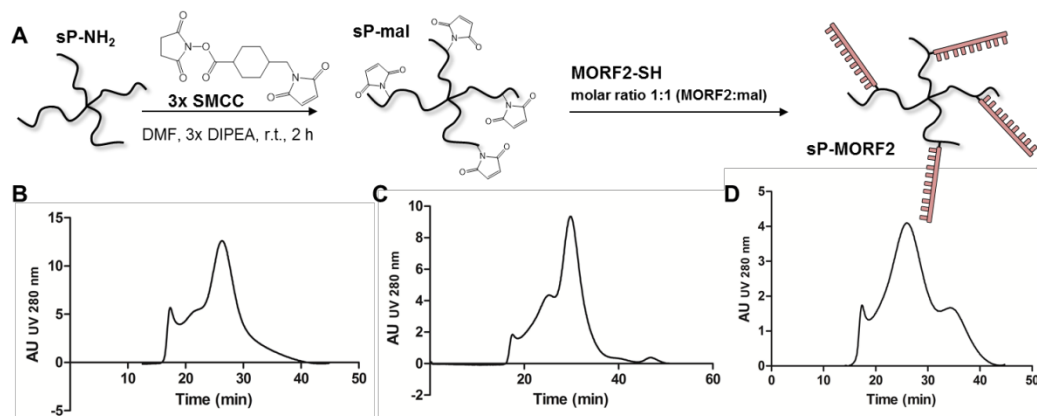 A
sP-NH₂
O
N
O
O
O
N
O
O
3x SMCC
DMF, 3x DIPEA, r.t., 2 h
sP-mal
O
N
O
O
N
O
O
N
O
O
N
O
MORF2-SH
molar ratio 1:1 (MORF2:mal)
sP-MORF2
B
AU UV 280 nm
15
10
5
0
-5
10 20 30 40 50
Time (min)
C
AU UV 280 nm
10
8
6
4
2
0
20 40 60
Time (min)
D
AU UV 280 nm
5
4
3
2
1
0
10 20 30 40 50
Time (min)